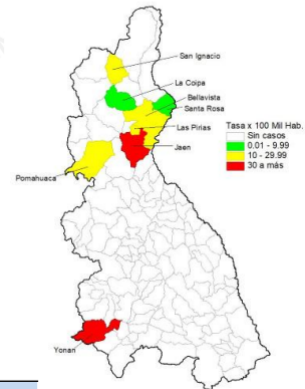 San Ignacio
La Coipa
Bellavista
Santa Rosa
Las Pirias
Jaen
Pomahuaca
Yonan
Tasa x 100 Mil Hab.
Sin casos
0.01 - 9.99
10 - 29.99
30 a más